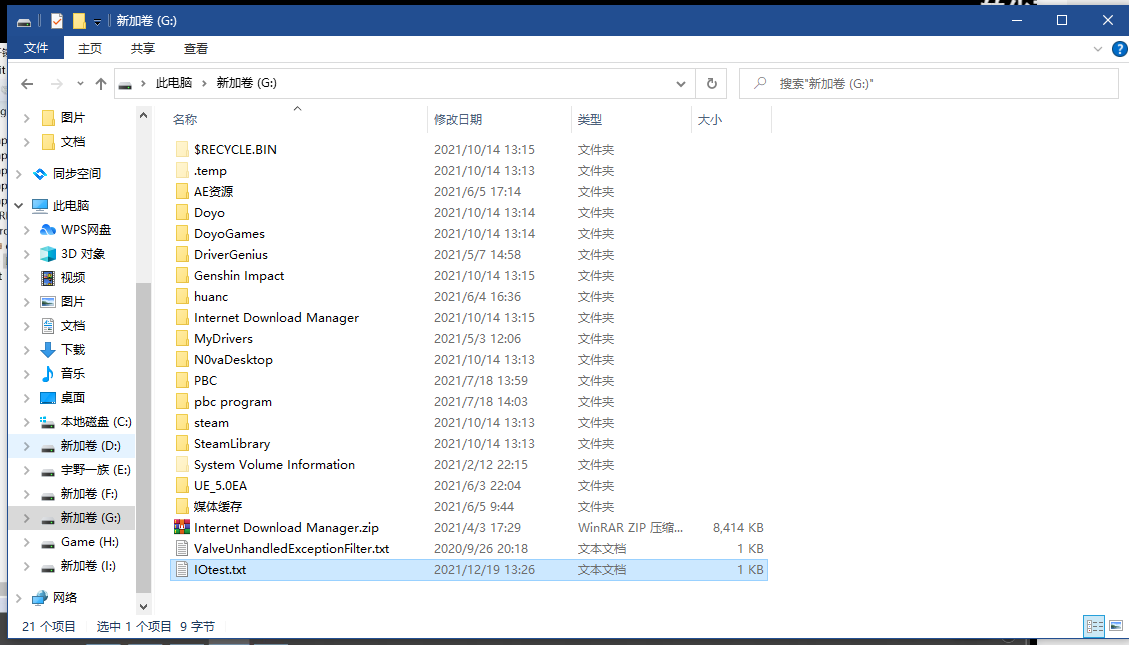 新加卷 (G:)
文件 主页 共享 查看
此电脑 新加卷 (G:) 搜索"新加卷 (G:)"
名称 修改日期 类型 大小
图片
文档
同步空间
此电脑
WPS网盘
3D 对象
视频
图片
文档
下载
音乐
桌面
本地磁盘 (C:)
新加卷 (D:)
宇野一族 (E:)
新加卷 (F:)
新加卷 (G:)
Game (H:)
新加卷 (I:)
网络
$RECYCLE.BIN 2021/10/14 13:15 文件夹
.temp 2021/10/14 13:13 文件夹
AE资源 2021/6/5 17:14 文件夹
Doyo 2021/10/14 13:14 文件夹
DoyoGames 2021/10/14 13:14 文件夹
DriverGenius 2021/5/7 14:58 文件夹
Genshin Impact 2021/10/14 13:15 文件夹
huanc 2021/6/4 16:36 文件夹
Internet Download Manager 2021/10/14 13:15 文件夹
MyDrivers 2021/5/3 12:06 文件夹
N0vaDesktop 2021/10/14 13:13 文件夹
PBC 2021/7/18 13:59 文件夹
pbc program 2021/7/18 14:03 文件夹
steam 2021/10/14 13:13 文件夹
SteamLibrary 2021/10/14 13:13 文件夹
System Volume Information 2021/2/12 22:15 文件夹
UE_5.0EA 2021/6/3 22:04 文件夹
媒体缓存 2021/6/5 9:44 文件夹
Internet Download Manager.zip 2021/4/3 17:29 WinRAR ZIP 压缩... 8,414 KB
ValveUnhandledExceptionFilter.txt 2020/9/26 20:18 文本文档 1 KB
IOtest.txt 2021/12/19 13:26 文本文档 1 KB
21 个项目 选中 1 个项目 9 字节